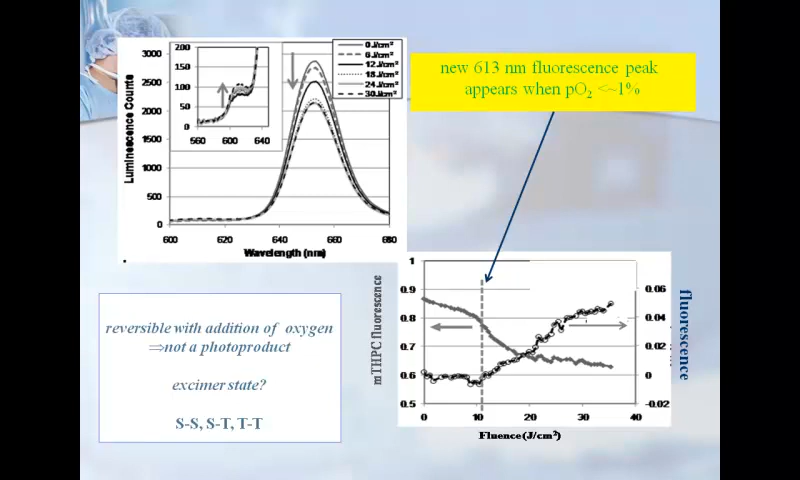 new 613 nm fluorescence peak
appears when pO₂ <~1%
Luminescence Counts
3000
2500
2000
1500
1000
500
0
600
620
640
660
680
Wavelength (nm)
200
150
100
50
0
560
600
640
0 J/cm²
6 J/cm²
12 J/cm²
18 J/cm²
24 J/cm²
30 J/cm²
reversible with addition of oxygen
⇒not a photoproduct
excimer state?
S-S, S-T, T-T
mTHPC fluorescence
1
0.9
0.8
0.7
0.6
0.5
0
10
20
30
40
Fluence (J/cm²)
0.06
0.04
0.02
0
-0.02
fluorescence